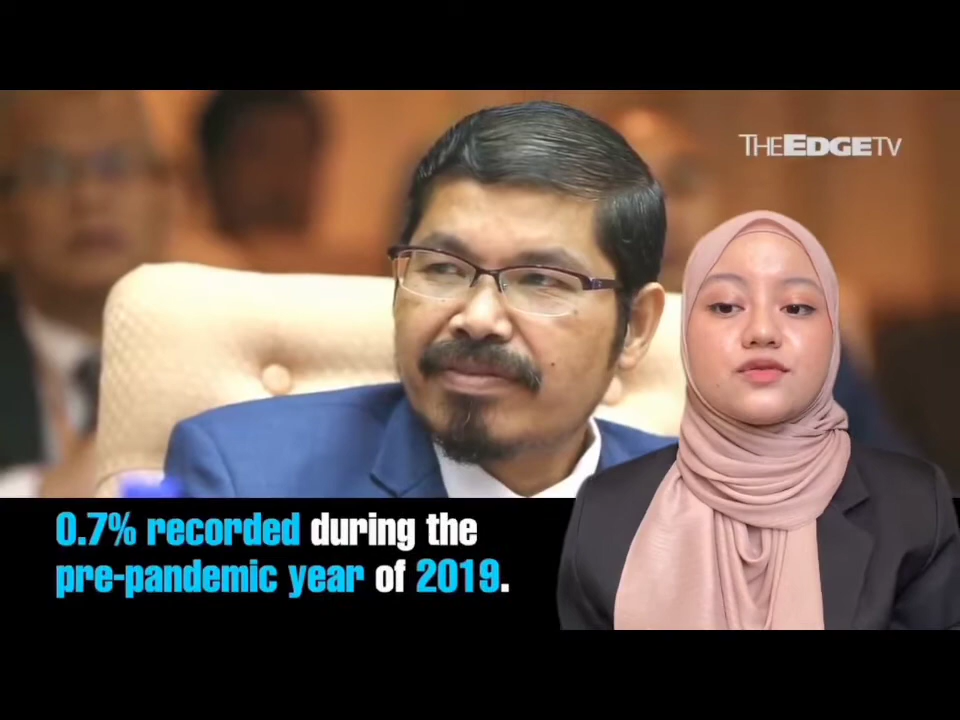 THEEDGETV
0.7% recorded during the
pre-pandemic year of 2019.